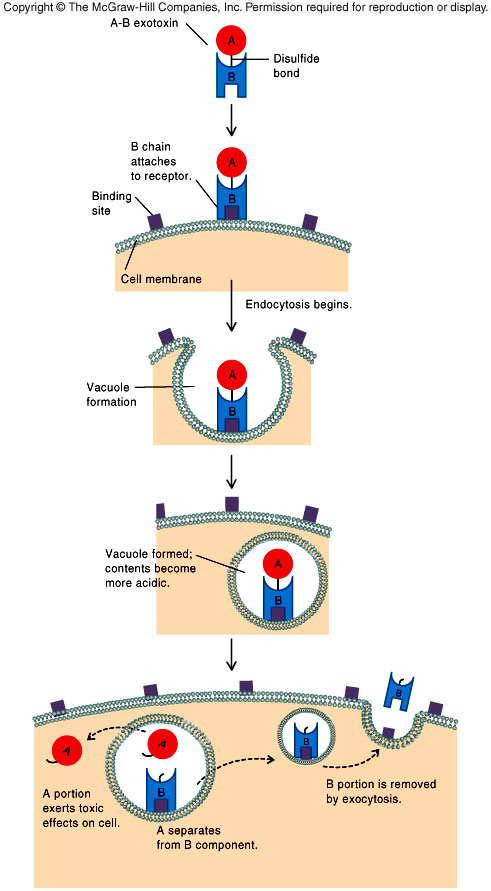 Copyright © The McGraw-Hill Companies, Inc. Permission required for reproduction or display.
A-B exotoxin
A
Disulfide
bond
B
B chain
attaches
to receptor.
A
B
Binding
site
Cell membrane
Endocytosis begins.
A
Vacuole
formation
B
Vacuole formed;
contents become
more acidic.
A
B
B
A
A
B
B
A portion
exerts toxic
effects on cell.
A separates
from B component.
B portion is removed
by exocytosis.